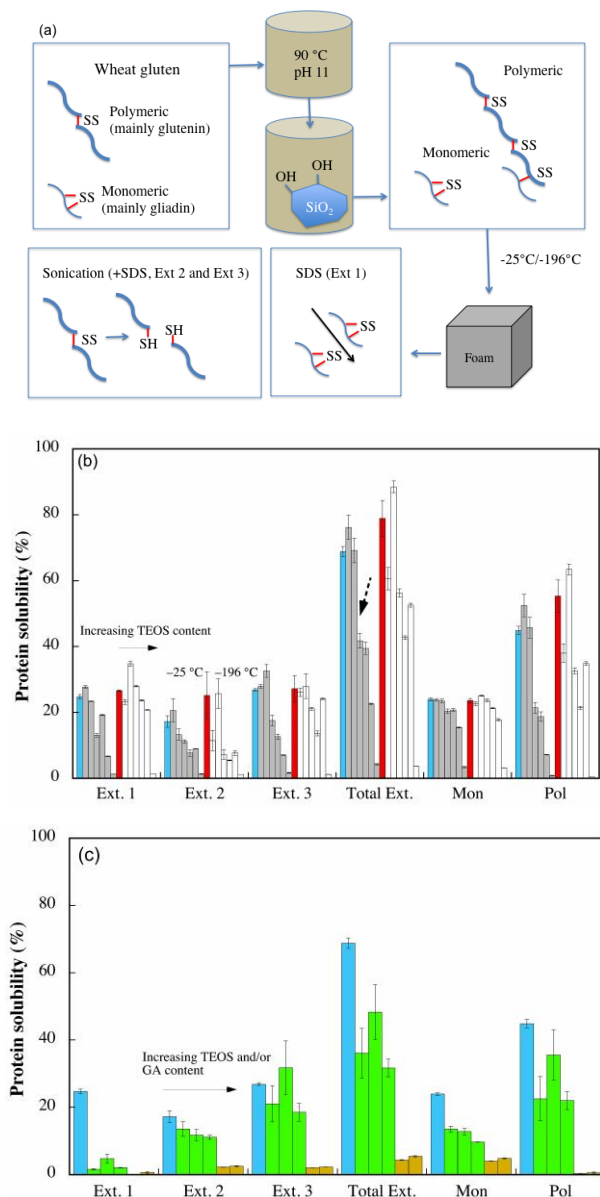 (a)
Wheat gluten
Polymeric
(mainly glutenin)
SS
Monomeric
(mainly gliadin)
SS
90 °C
pH 11
OH
OH
SiO2
Polymeric
SS
SS
SS
Monomeric
SS
-25°C/-196°C
Sonication (+SDS, Ext 2 and Ext 3)
SS
SH
SH
SDS (Ext 1)
SS
SS
Foam
(b)
Protein solubility (%)
100
80
60
40
20
0
Increasing TEOS content
–25 °C
–196 °C
Ext. 1 Ext. 2 Ext. 3 Total Ext. Mon Pol
(c)
Protein solubility (%)
100
80
60
40
20
0
Increasing TEOS and/or
GA content
Ext. 1 Ext. 2 Ext. 3 Total Ext. Mon Pol